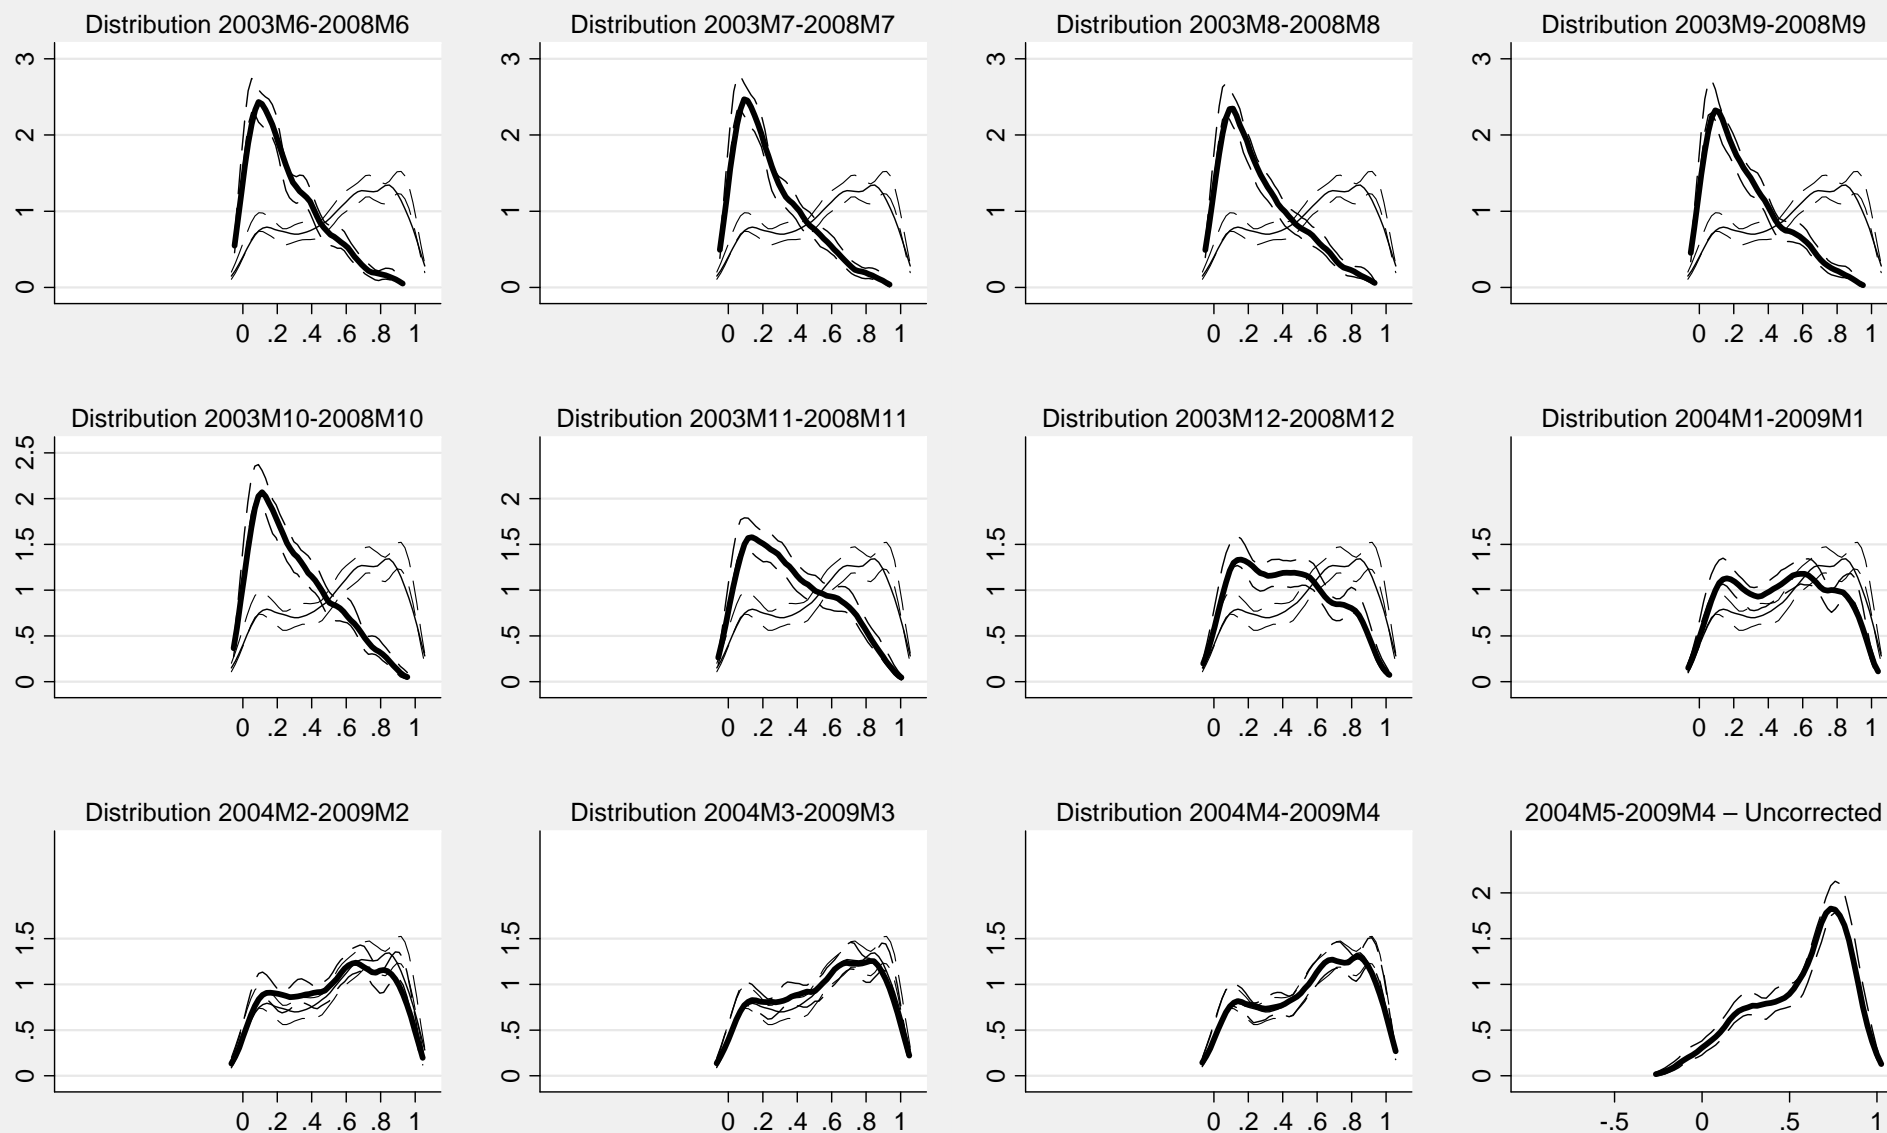 Distribution 2003M6-2008M6
Distribution 2003M7-2008M7
Distribution 2003M8-2008M8
Distribution 2003M9-2008M9
3
2
1
0
3
2
1
0
3
2
1
0
3
2
1
0
0 .2 .4 .6 .8 1
0 .2 .4 .6 .8 1
0 .2 .4 .6 .8 1
0 .2 .4 .6 .8 1
Distribution 2003M10-2008M10
Distribution 2003M11-2008M11
Distribution 2003M12-2008M12
Distribution 2004M1-2009M1
2.5
2
1.5
1
.5
0
2
1.5
1
.5
0
1.5
1
.5
0
1.5
1
.5
0
0 .2 .4 .6 .8 1
0 .2 .4 .6 .8 1
0 .2 .4 .6 .8 1
0 .2 .4 .6 .8 1
Distribution 2004M2-2009M2
Distribution 2004M3-2009M3
Distribution 2004M4-2009M4
2004M5-2009M4 – Uncorrected
1.5
1
.5
0
1.5
1
.5
0
1.5
1
.5
0
2
1.5
1
.5
0
0 .2 .4 .6 .8 1
0 .2 .4 .6 .8 1
0 .2 .4 .6 .8 1
-.5 0 .5 1